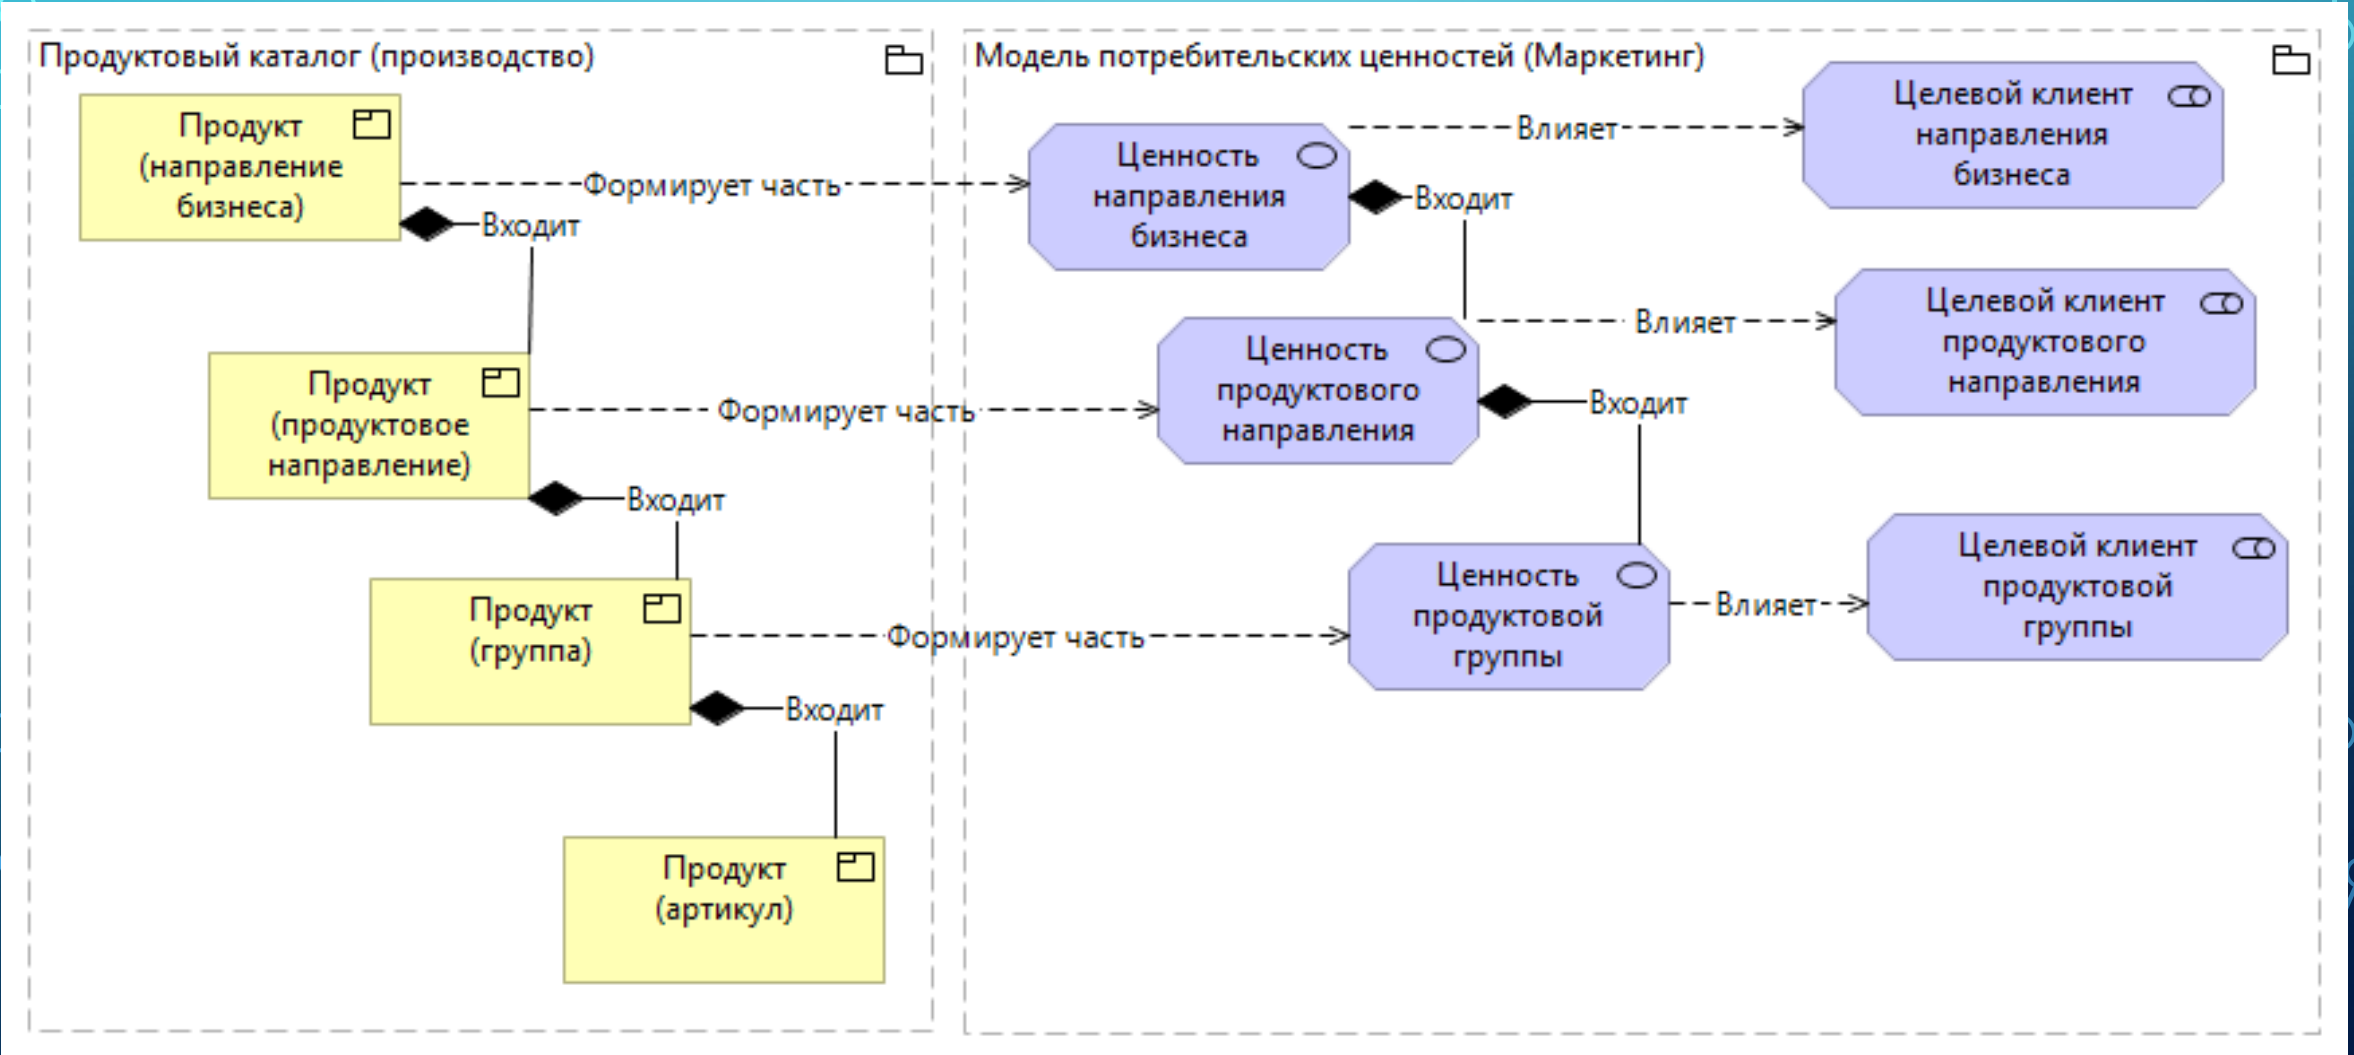 Продуктовый каталог (производство)
Продукт
(направление
бизнеса)
Формирует часть
Входит
Продукт
(продуктовое
направление)
Формирует часть
Входит
Продукт
(группа)
Формирует часть
Входит
Продукт
(артикул)
Модель потребительских ценностей (Маркетинг)
Ценность
направления
бизнеса
Влияет
Целевой клиент
направления
бизнеса
Входит
Ценность
продуктового
направления
Влияет
Целевой клиент
продуктового
направления
Входит
Ценность
продуктовой
группы
Влияет
Целевой клиент
продуктовой
группы